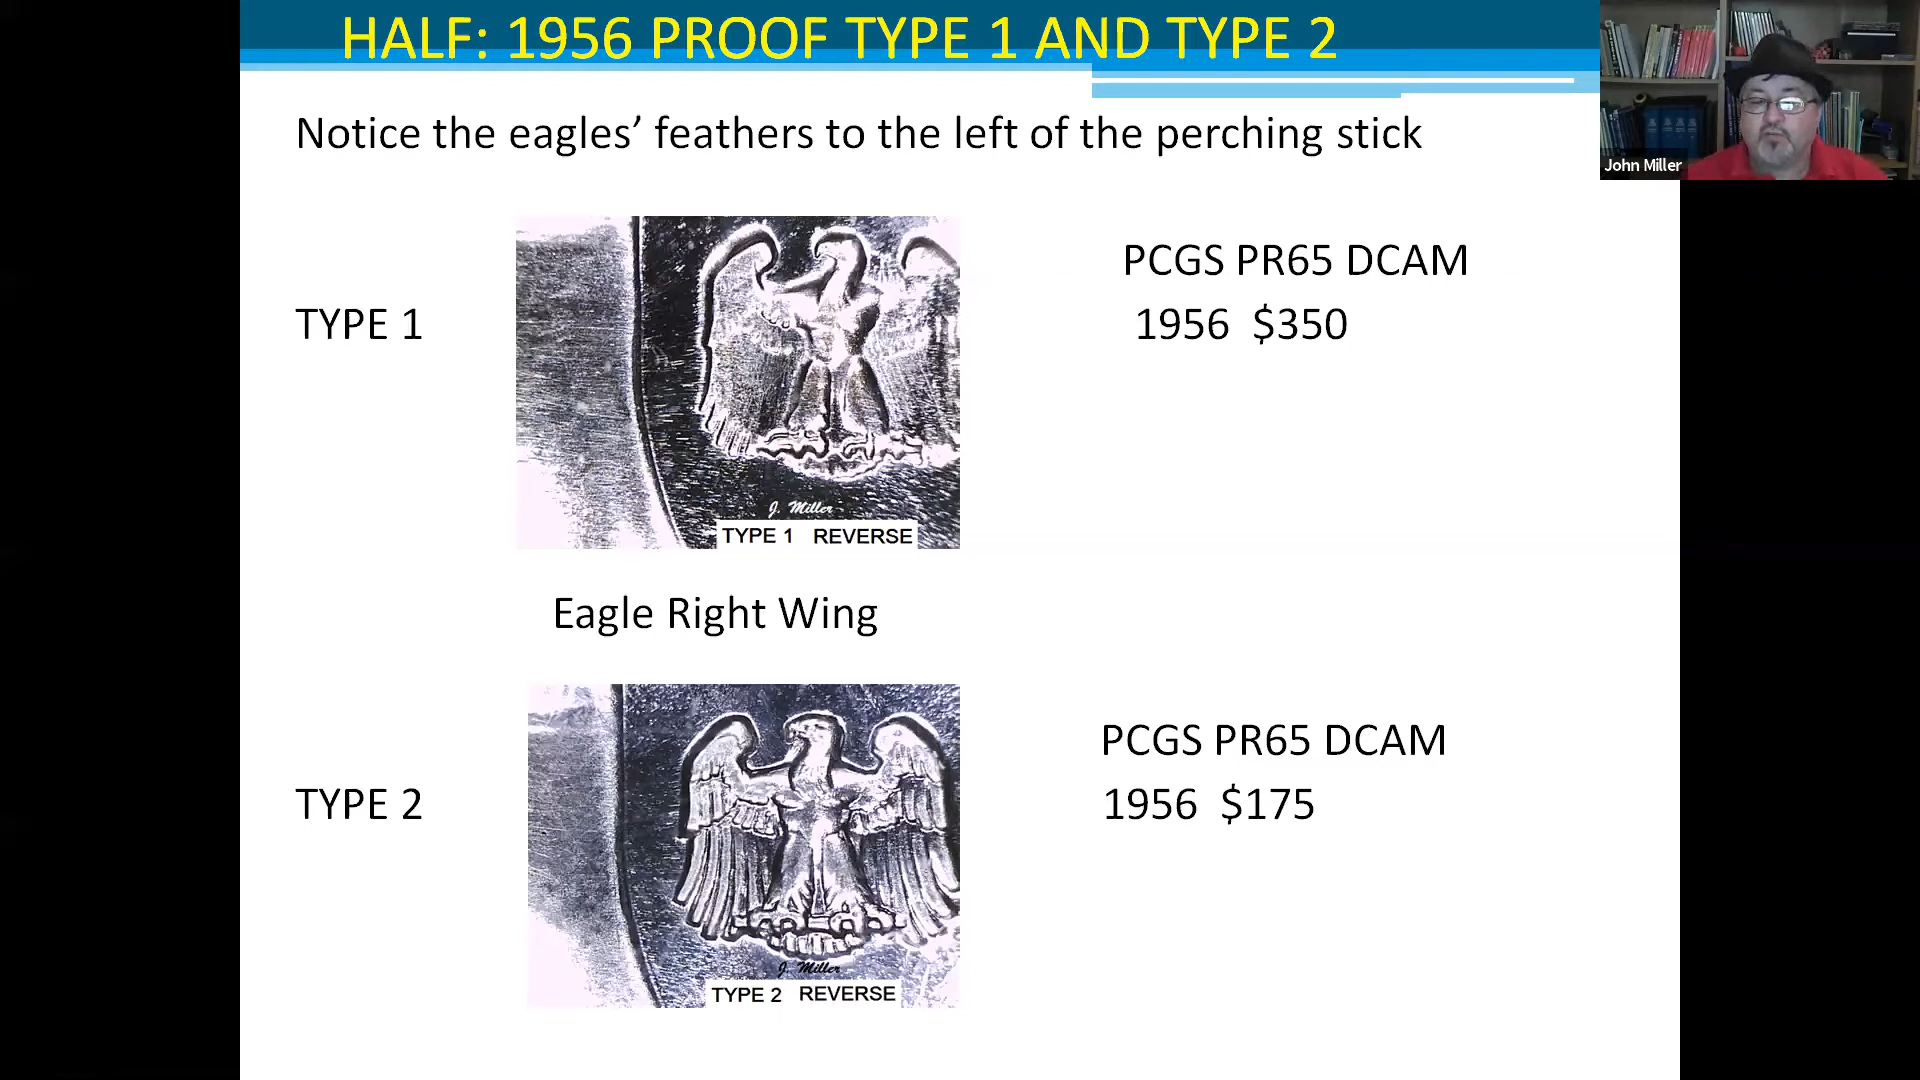 HALF: 1956 PROOF TYPE 1 AND TYPE 2
John Miller
Notice the eagles’ feathers to the left of the perching stick
PCGS PR65 DCAM
TYPE 1
1956 $350
J. Miller
TYPE 1 REVERSE
Eagle Right Wing
PCGS PR65 DCAM
TYPE 2
1956 $175
J. Miller
TYPE 2 REVERSE